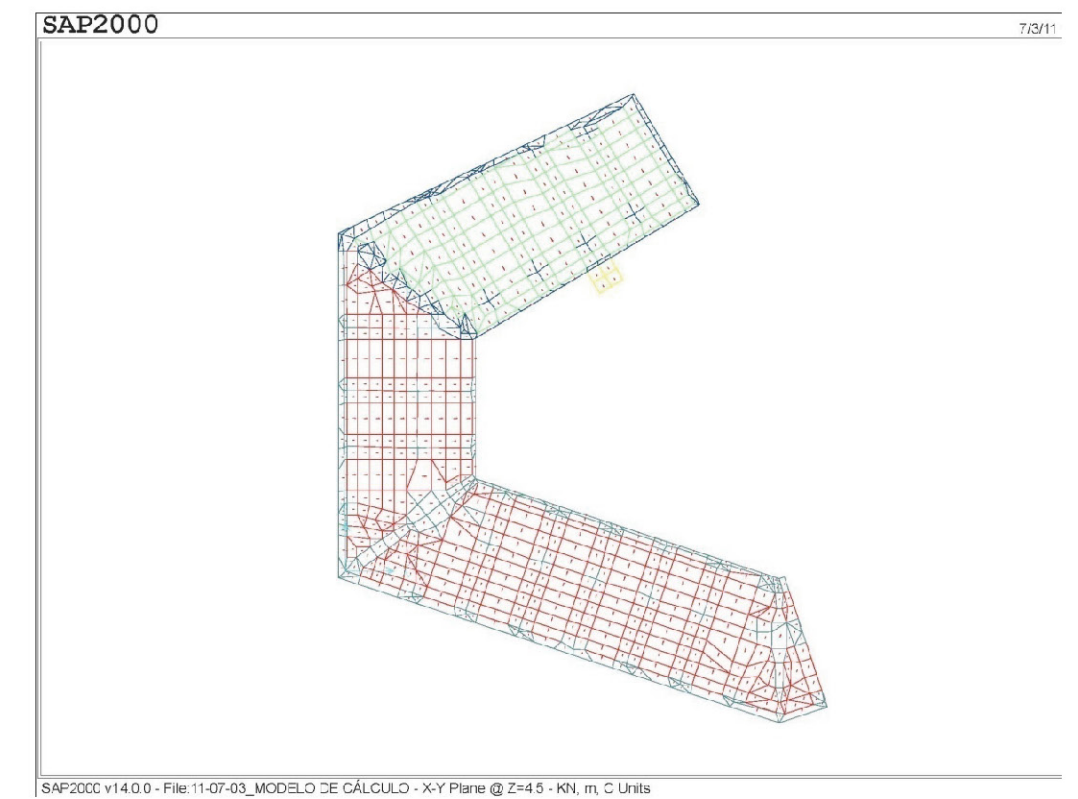 SAP2000
7/3/11
SAP2000 v14.0.0 - File:11-07-03_MODELO DE CÁLCULO - X-Y Plane @ Z=4.5 - KN, m, C Units